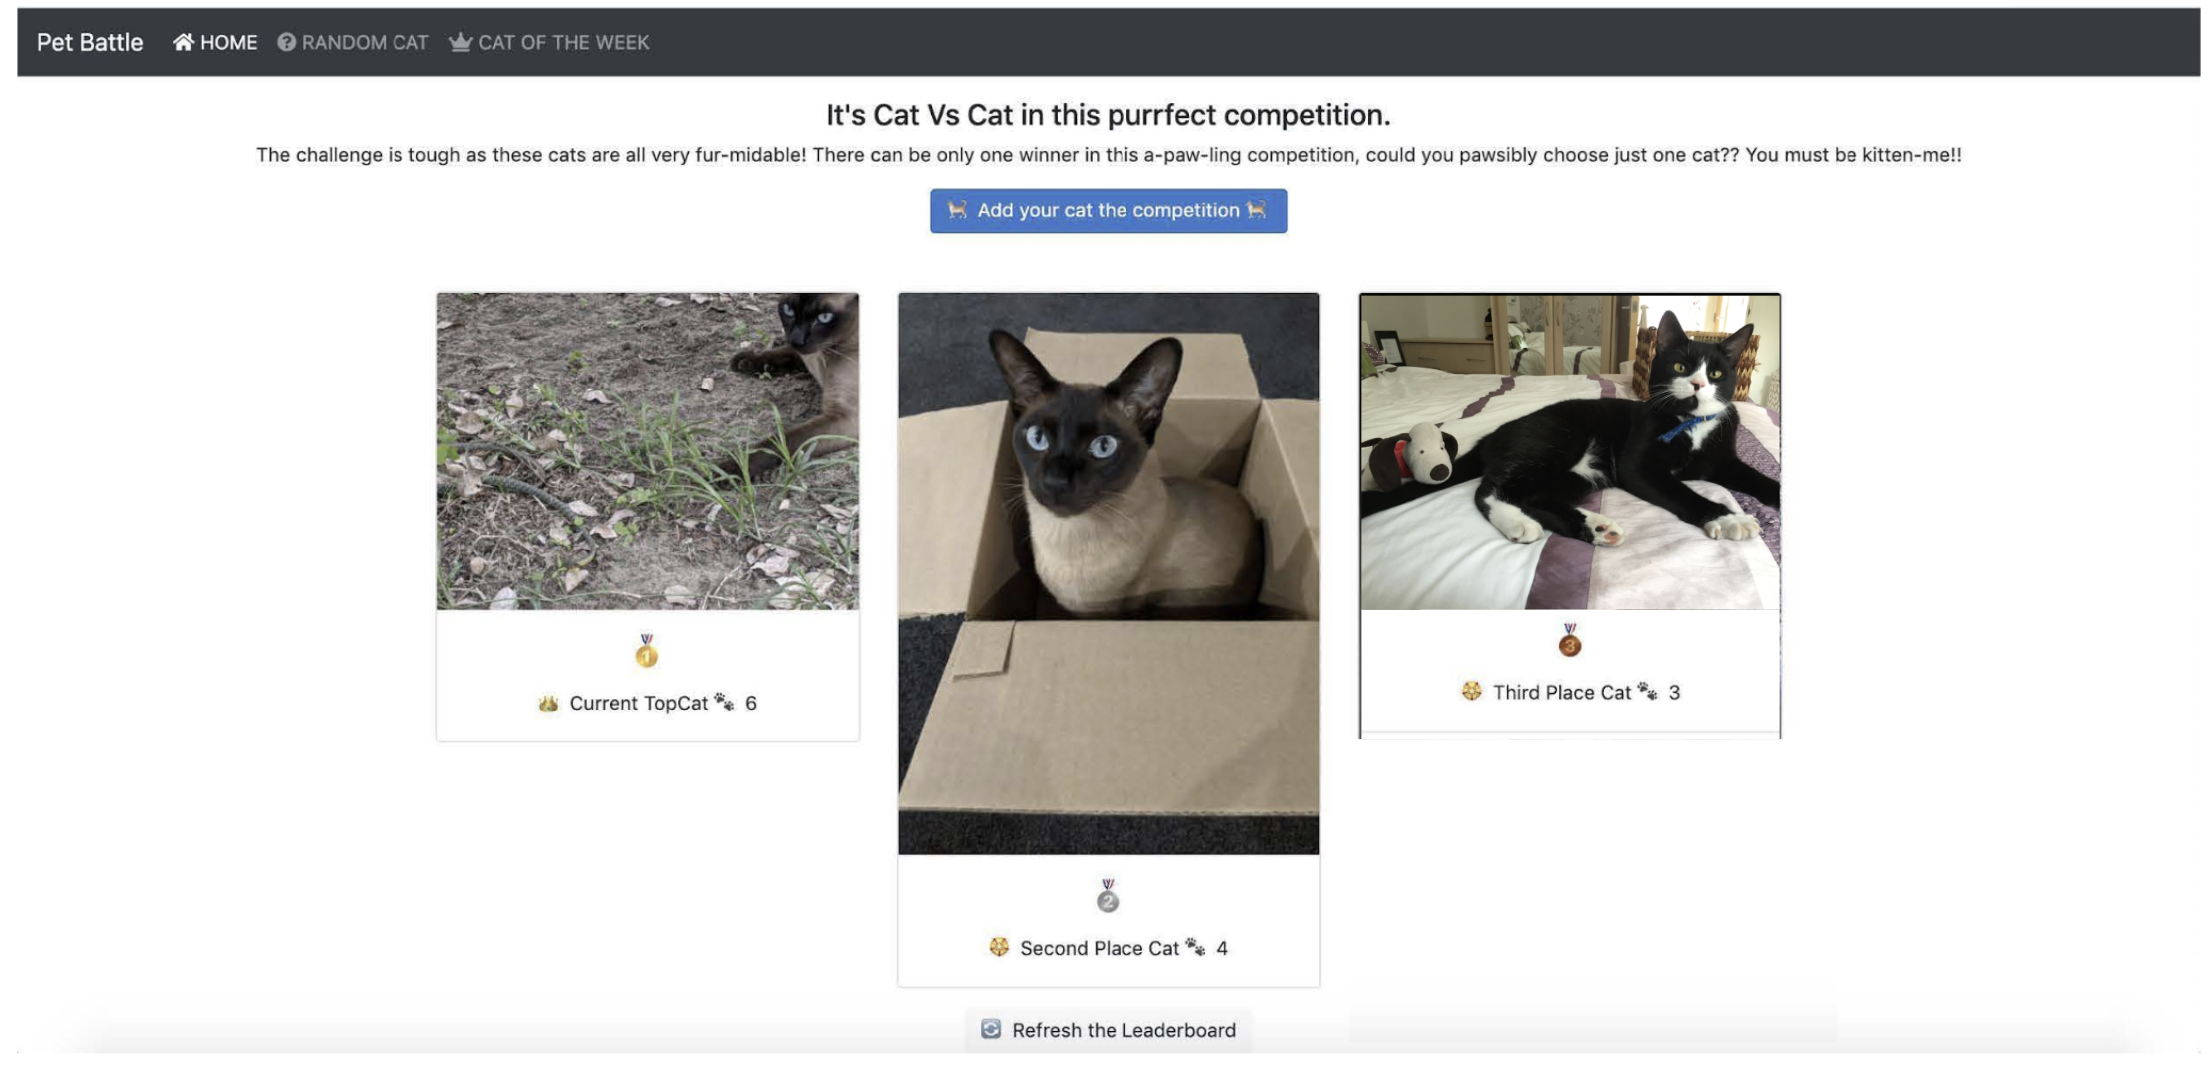 Pet Battle HOME RANDOM CAT CAT OF THE WEEK
It's Cat Vs Cat in this purrfect competition.
The challenge is tough as these cats are all very fur-midable! There can be only one winner in this a-paw-ling competition, could you pawsibly choose just one cat?? You must be kitten-me!!
Add your cat the competition
1
Current TopCat 6
2
Second Place Cat 4
3
Third Place Cat 3
Refresh the Leaderboard